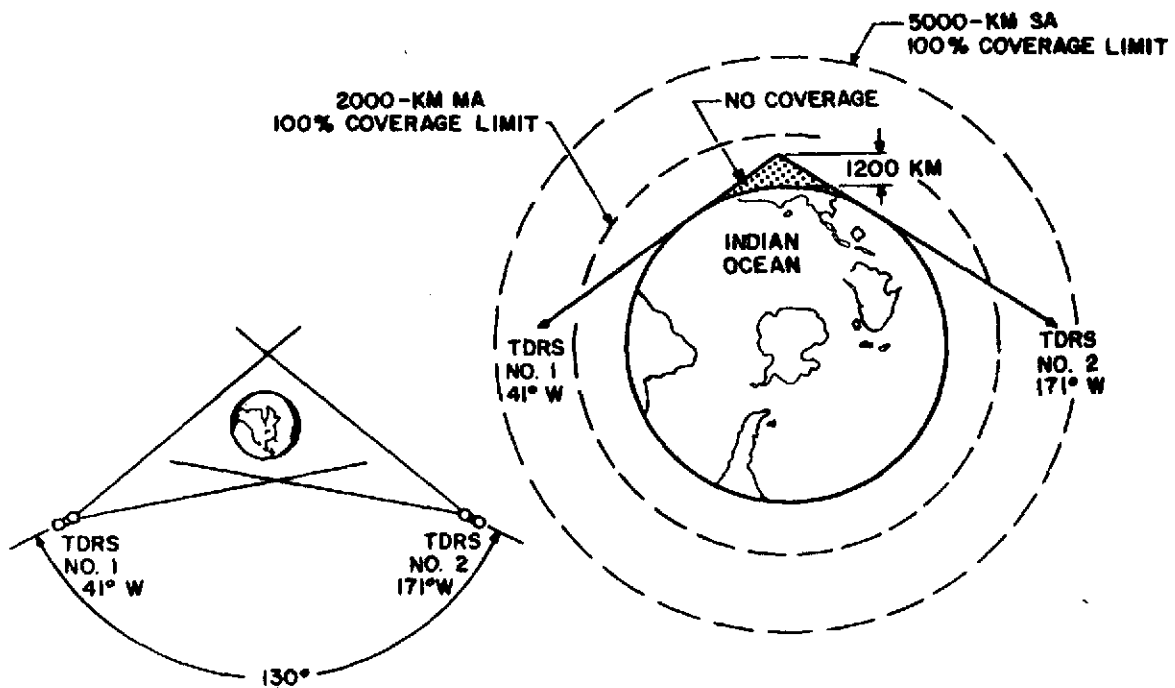 5000-KM SA
100% COVERAGE LIMIT
2000-KM MA
100% COVERAGE LIMIT
NO COVERAGE
1200 KM
INDIAN
OCEAN
TDRS
NO. 1
41° W
TDRS
NO. 2
171° W
TDRS
NO. 1
41° W
TDRS
NO. 2
171° W
130°